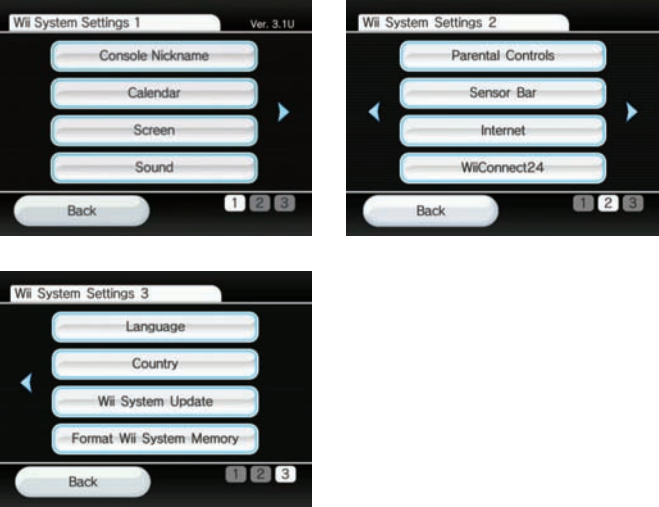 Wii System Settings 1
Ver. 3.1U
Console Nickname
Calendar
Screen
Sound
Back
1 2 3
Wii System Settings 2
Parental Controls
Sensor Bar
Internet
WiiConnect24
Back
1 2 3
Wii System Settings 3
Language
Country
Wii System Update
Format Wii System Memory
Back
1 2 3